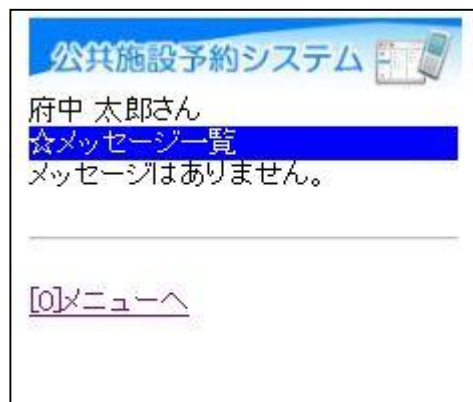 公共施設予約システム
府中 太郎さん
☆メッセージ一覧
メッセージはありません。
[0]メニューへ